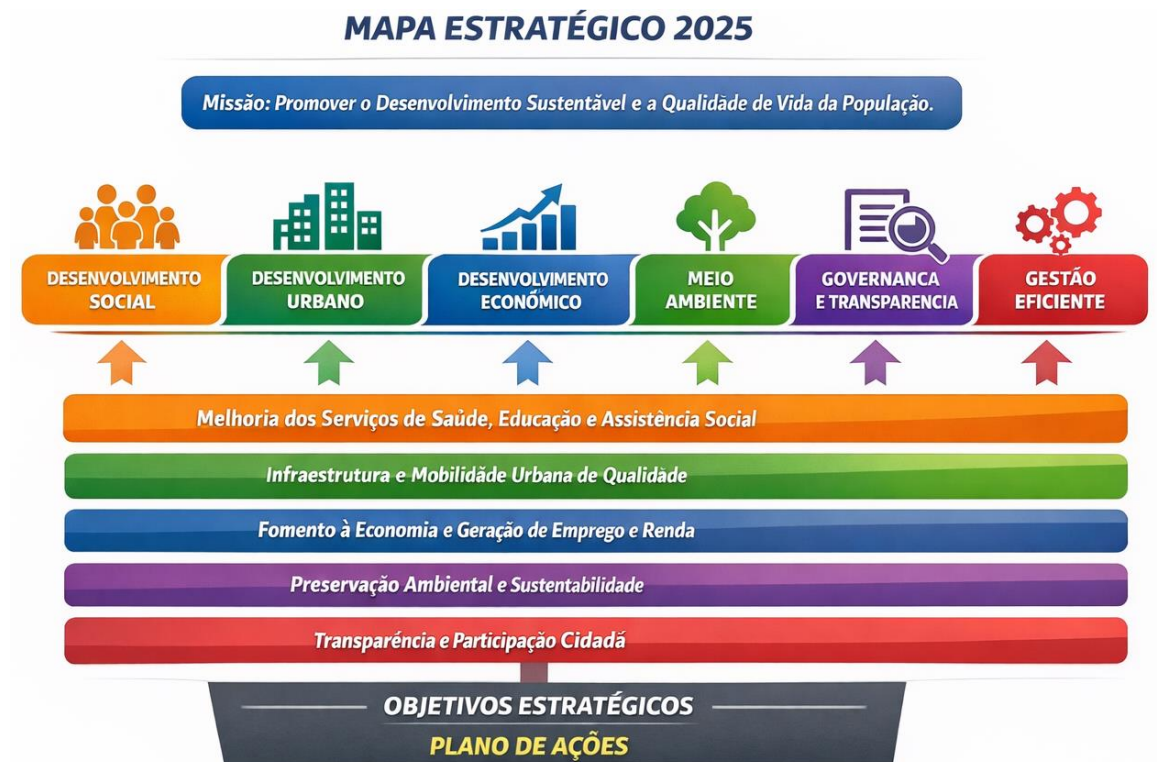 MAPA ESTRATÉGICO 2025
Missão: Promover o Desenvolvimento Sustentável e a Qualidade de Vida da População.
DESENVOLVIMENTO
SOCIAL
DESENVOLVIMENTO
URBANO
DESENVOLVIMENTO
ECONÓMICO
MEIO
AMBIENTE
GOVERNANCA
E TRANSPARENCIA
GESTÃO
EFICIENTE
Melhoria dos Serviços de Saúde, Educação e Assistência Social
Infraestrutura e Mobilidade Urbana de Qualidade
Fomento à Economia e Geração de Emprego e Renda
Preservação Ambiental e Sustentabilidade
Transparéncia e Participação Cidadã
OBJETIVOS ESTRATÉGICOS
PLANO DE AÇÕES